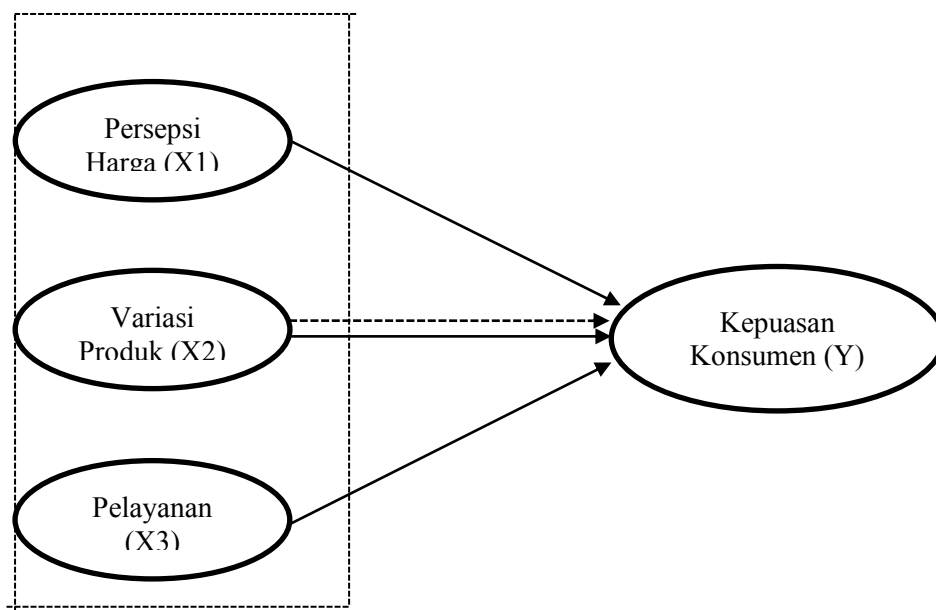 Persepsi
Harga (X1)
Variasi
Produk (X2)
Kepuasan
Konsumen (Y)
Pelayanan
(X3)